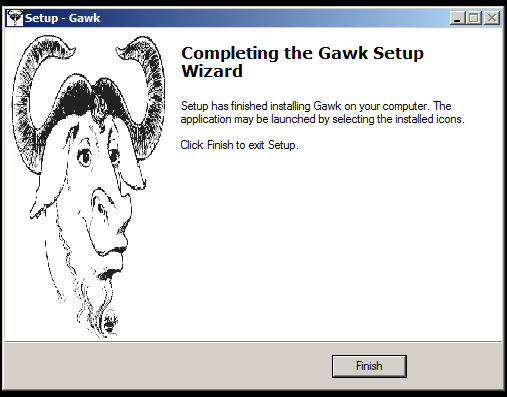 Setup - Gawk
Completing the Gawk Setup
Wizard
Setup has finished installing Gawk on your computer. The
application may be launched by selecting the installed icons.
Click Finish to exit Setup.
Finish